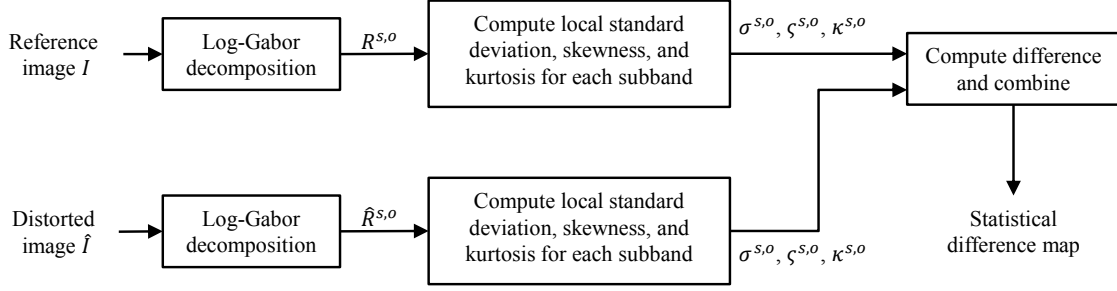 Reference
image I
Log-Gabor
decomposition
R^{s,o}
Compute local standard
deviation, skewness, and
kurtosis for each subband
σ^{s,o}, ς^{s,o}, κ^{s,o}
Compute difference
and combine
Distorted
image Î
Log-Gabor
decomposition
R̂^{s,o}
Compute local standard
deviation, skewness, and
kurtosis for each subband
σ^{s,o}, ς^{s,o}, κ^{s,o}
Statistical
difference map